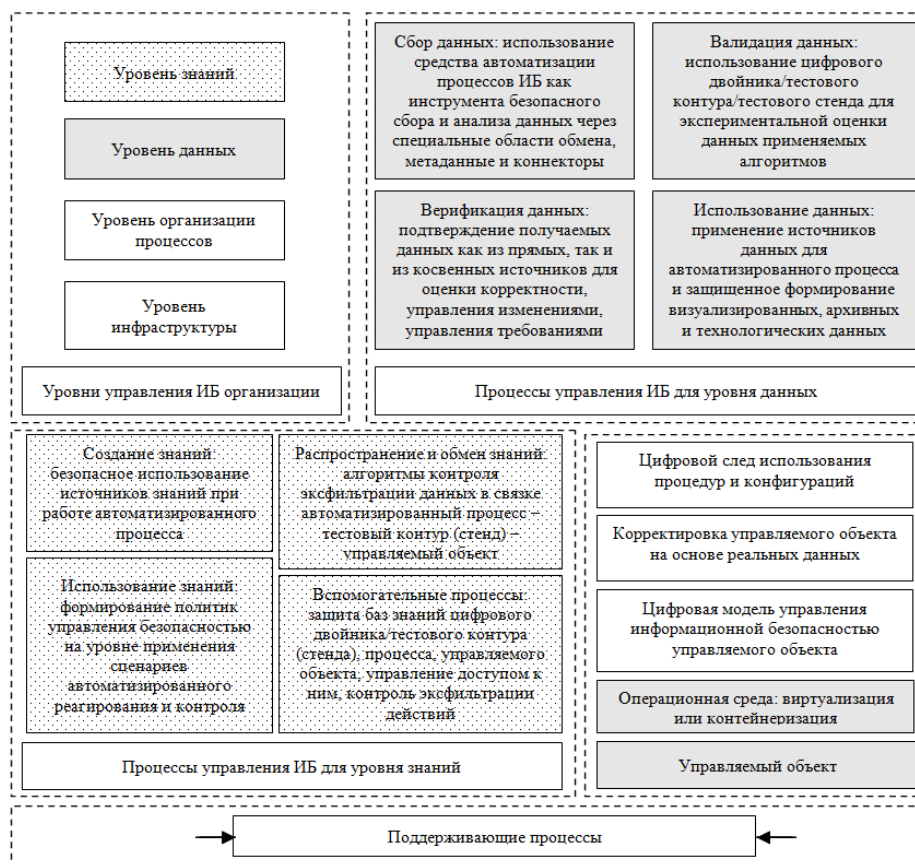 Уровень знаний
Уровень данных
Уровень организации
процессов
Уровень
инфраструктуры
Уровни управления ИБ организации
Сбор данных: использование
средства автоматизации
процессов ИБ как
инструмента безопасного
сбора и анализа данных через
специальные области обмена,
метаданные и коннекторы
Валидация данных:
использование цифрового
двойника/тестового
контура/тестового стенда для
экспериментальной оценки
данных применяемых
алгоритмов
Верификация данных:
подтверждение получаемых
данных как из прямых, так и
из косвенных источников для
оценки корректности,
управления изменениями,
управления требованиями
Использование данных:
применение источников
данных для
автоматизированного процесса
и защищенное формирование
визуализированных, архивных
и технологических данных
Процессы управления ИБ для уровня данных
Создание знаний:
безопасное использование
источников знаний при
работе автоматизированного
процесса
Распространение и обмен знаний:
алгоритмы контроля
эксфильтрации данных в связке
автоматизированный процесс –
тестовый контур (стенд) –
управляемый объект
Использование знаний:
формирование политик
управления безопасностью
на уровне применения
сценариев
автоматизированного
реагирования и контроля
Вспомогательные процессы:
защита баз знаний цифрового
двойника/тестового контура
(стенда), процесса, управляемого
объекта, управление доступом к
ним, контроль эксфильтрации
действий
Процессы управления ИБ для уровня знаний
Цифровой след использования
процедур и конфигураций
Корректировка управляемого объекта
на основе реальных данных
Цифровая модель управления
информационной безопасностью
управляемого объекта
Операционная среда: виртуализация
или контейнеризация
Управляемый объект
Поддерживающие процессы